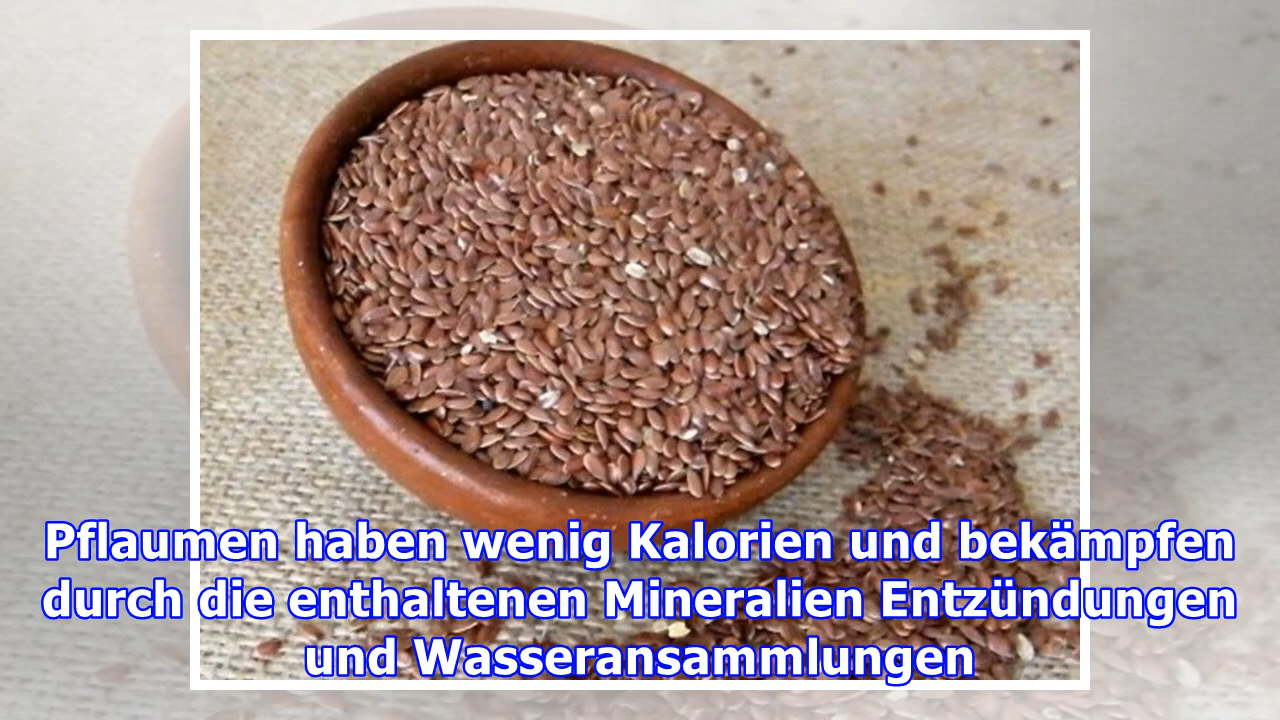 Pflaumen haben wenig Kalorien und bekämpfen
durch die enthaltenen Mineralien Entzündungen
und Wasseransammlungen